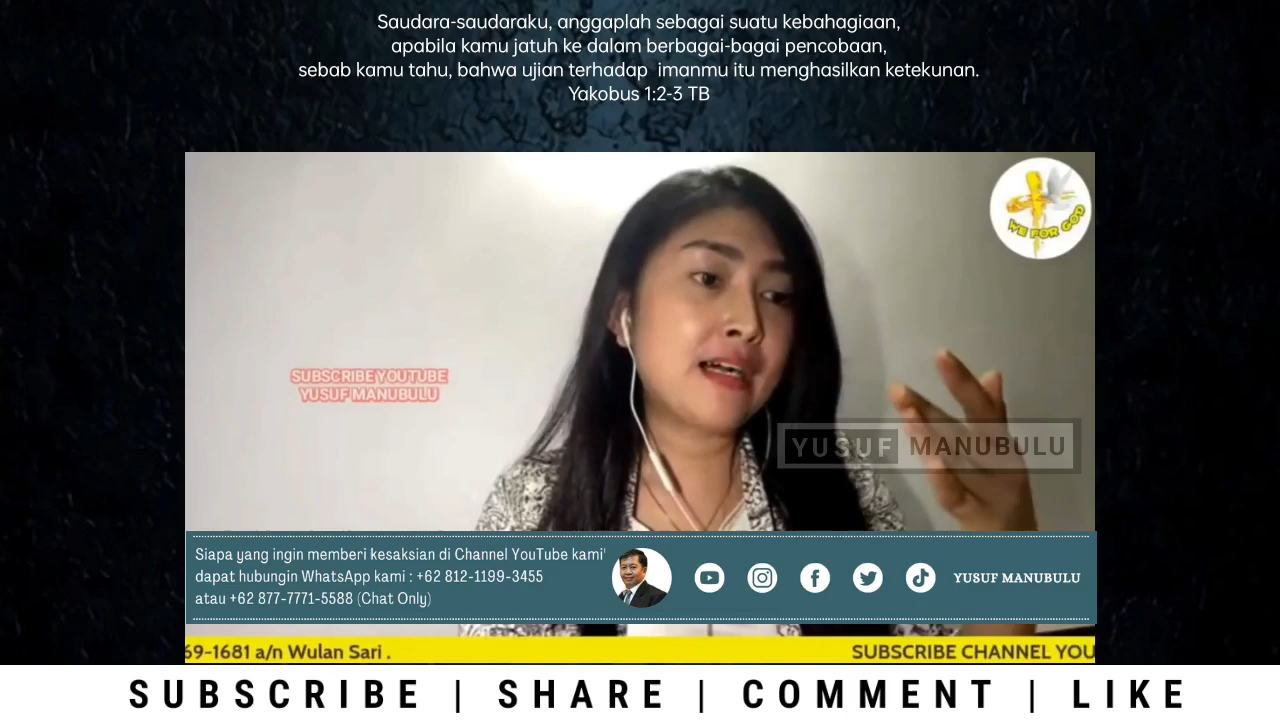 Saudara-saudaraku, anggaplah sebagai suatu kebahagiaan,
apabila kamu jatuh ke dalam berbagai-bagai pencobaan,
sebab kamu tahu, bahwa ujian terhadap imanmu itu menghasilkan ketekunan.
Yakobus 1:2-3 TB
WE FOR GOD
SUBSCRIBE YOUTUBE
YUSUF MANUBULU
YUSUF MANUBULU
Siapa yang ingin memberi kesaksian di Channel YouTube kami'
dapat hubungin WhatsApp kami : +62 812-1199-3455
atau +62 877-7771-5588 (Chat Only)
YUSUF MANUBULU
69-1681 a/n Wulan Sari . SUBSCRIBE CHANNEL YOU
SUBSCRIBE | SHARE | COMMENT | LIKE